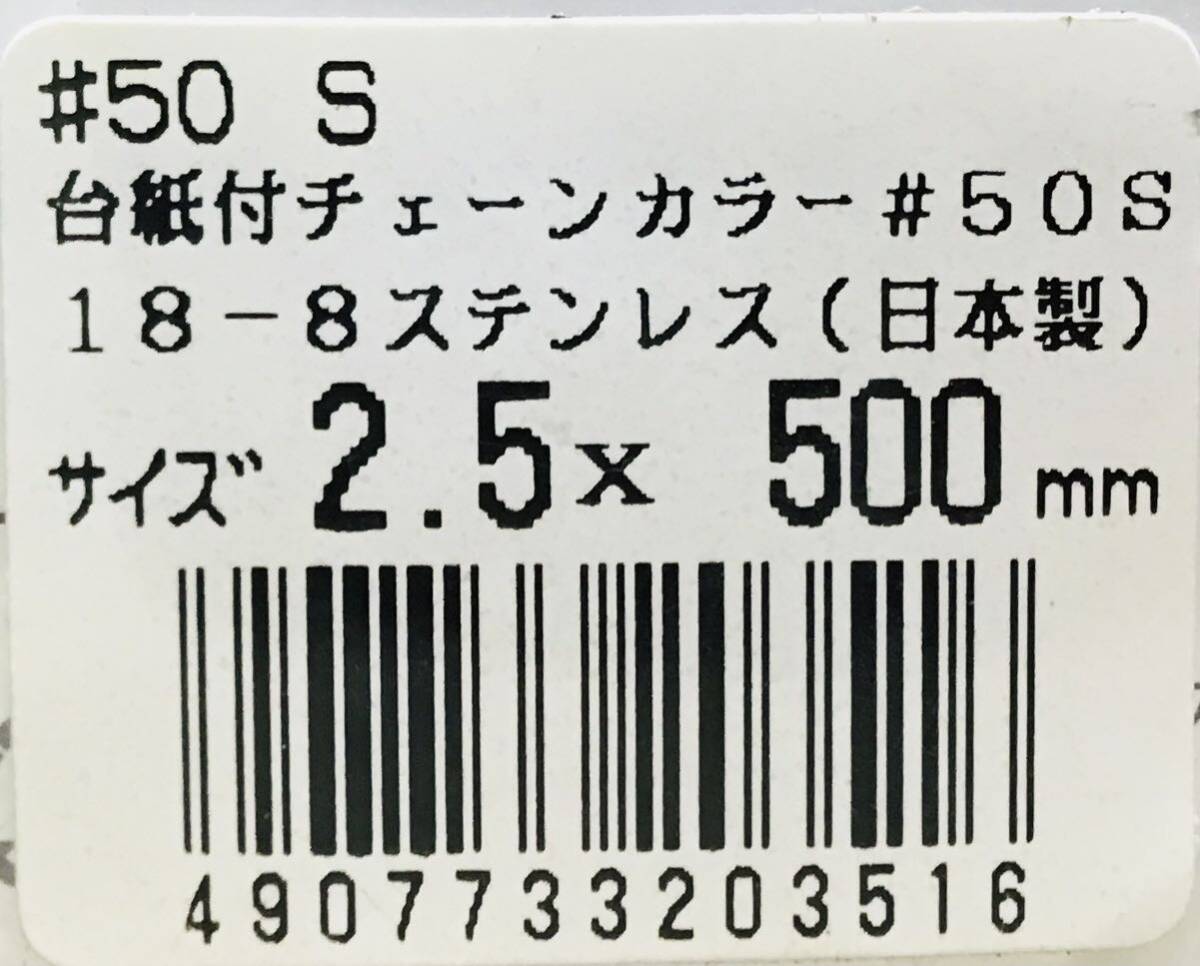 #50 S
台紙付チェーンカラー#50S
18-8ステンレス(日本製)
サイズ 2.5x 500mm
4907733203516